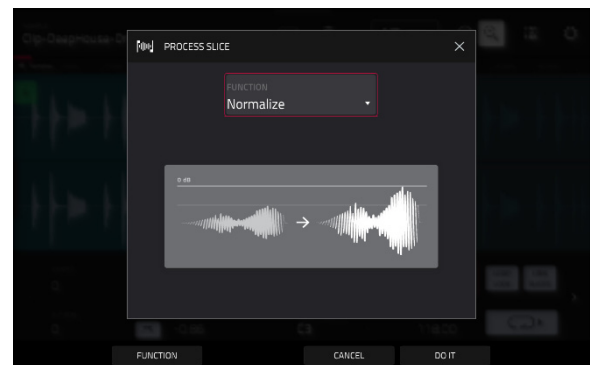 PROCESS SLICE
FUNCTION
Normalize
0 dB
FUNCTION
CANCEL
DO IT